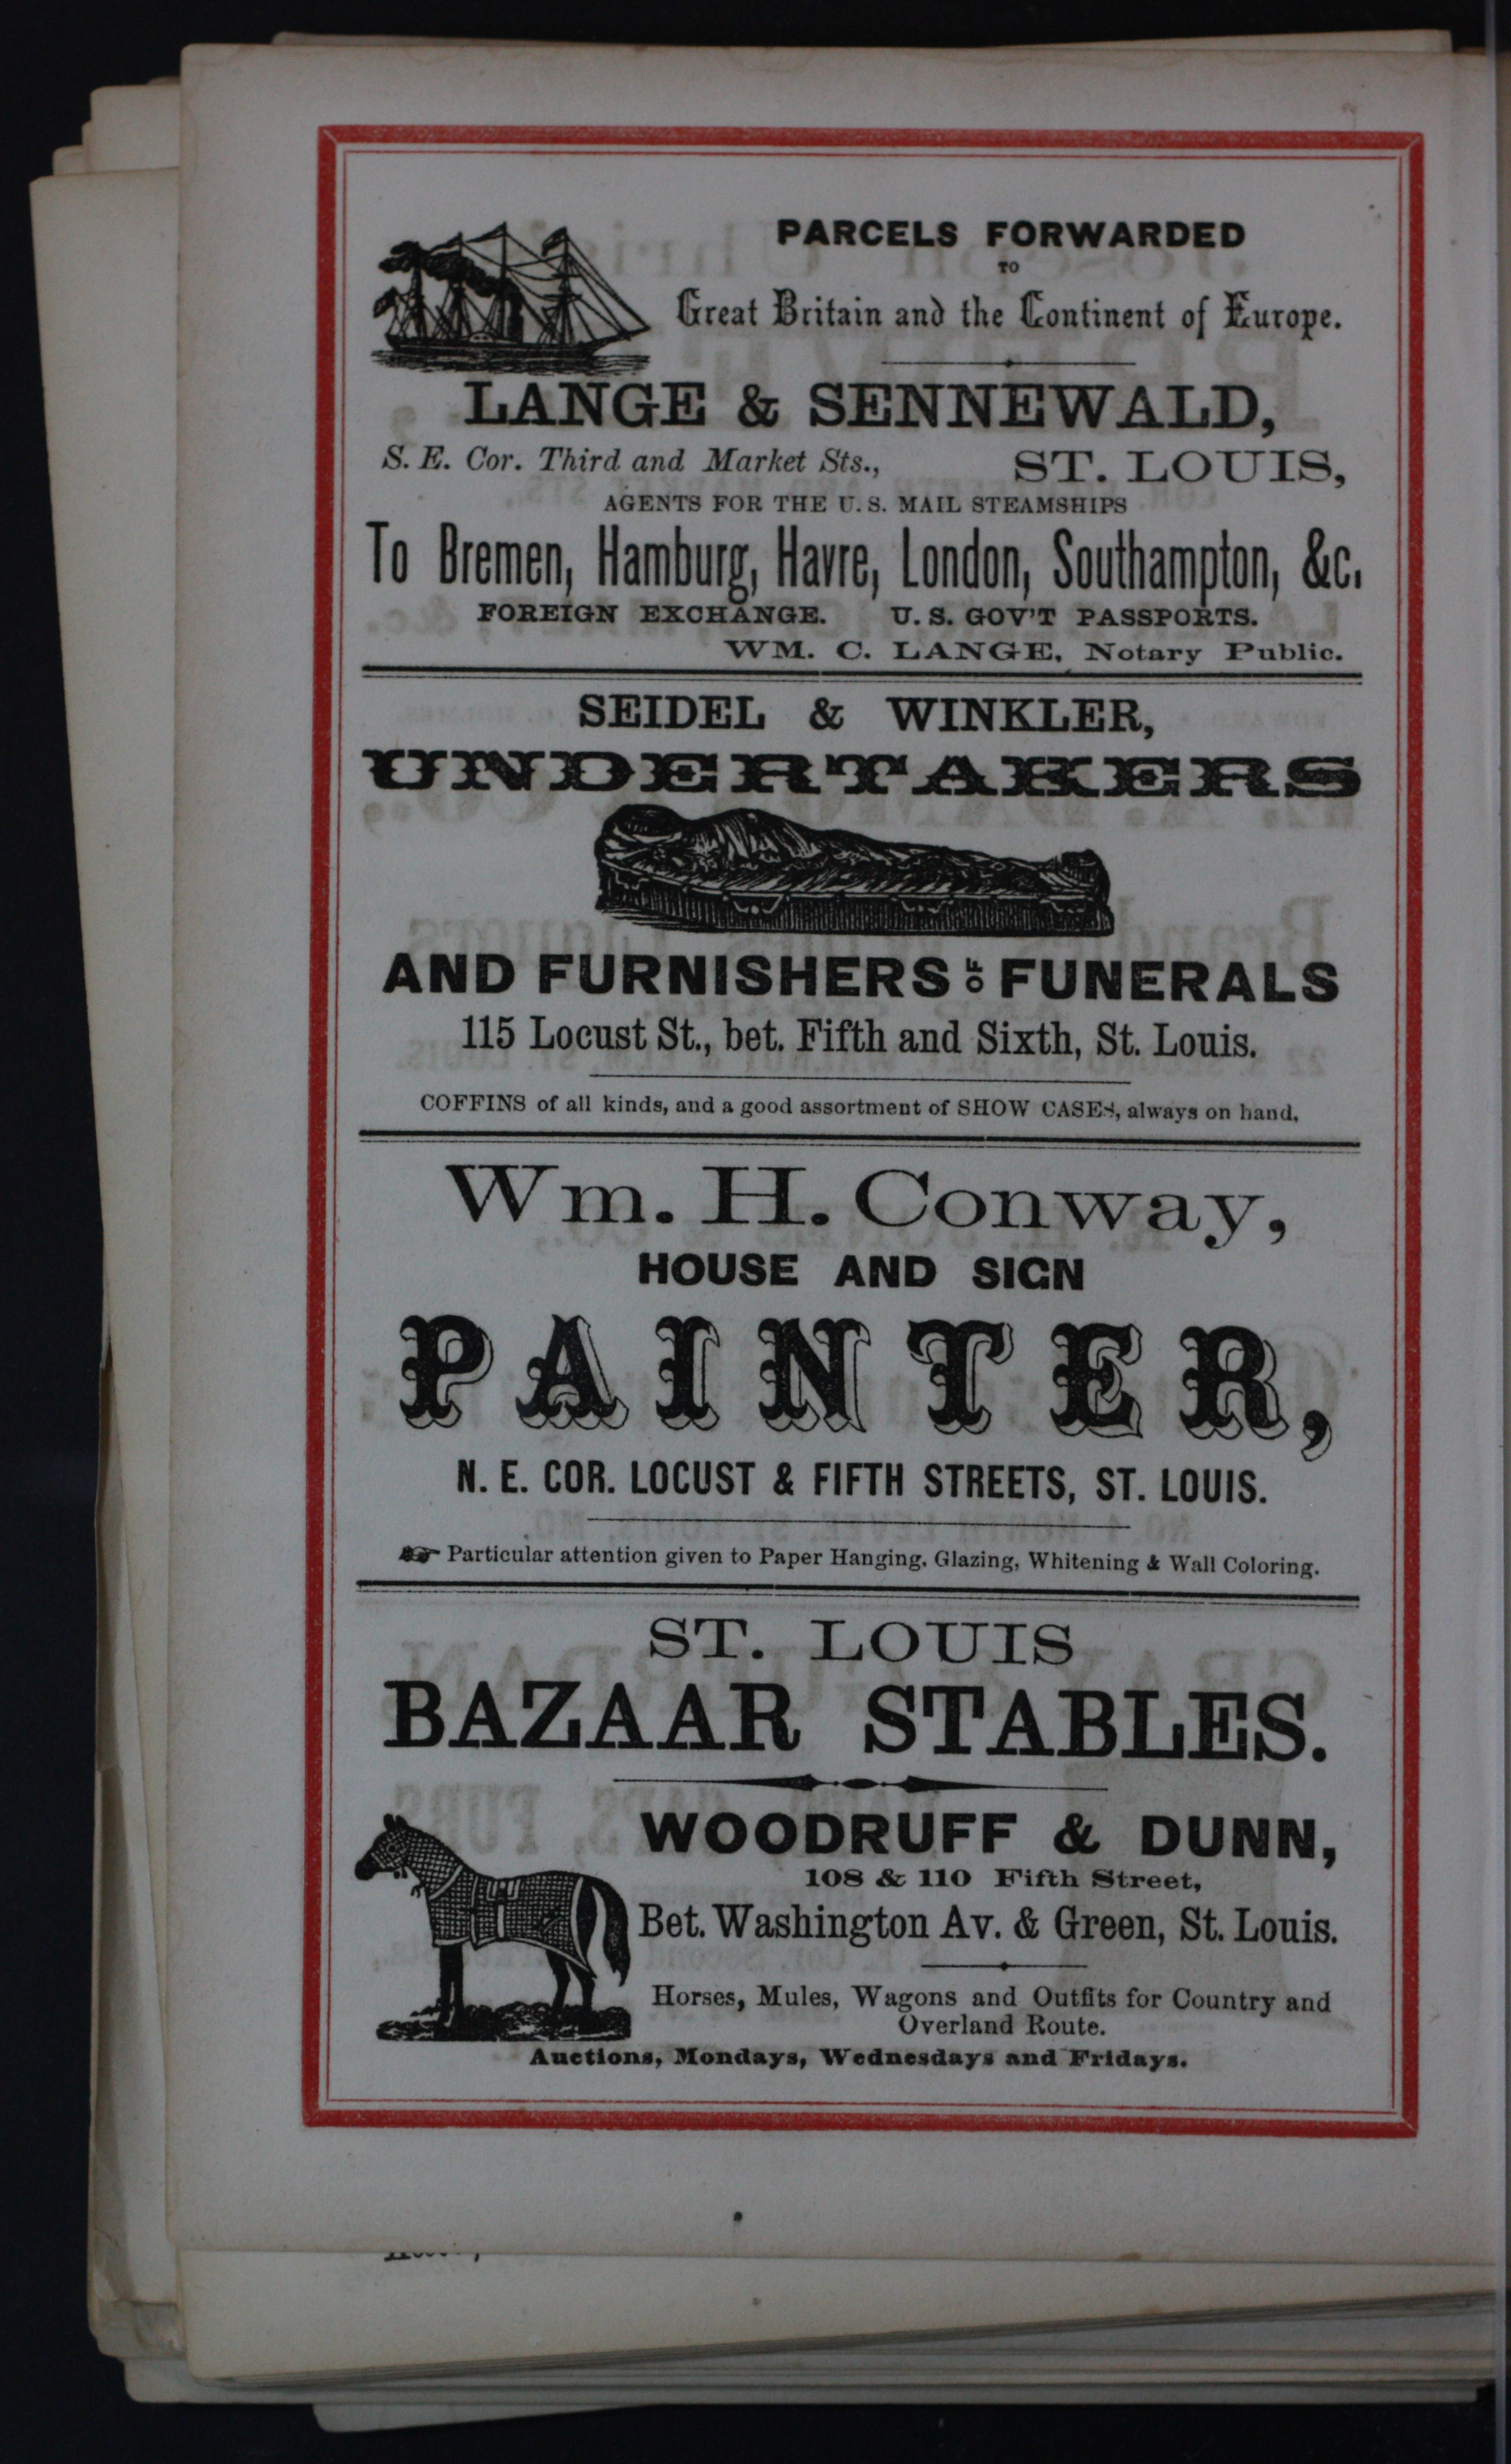 PARCELS FORWARDED
TO
Great Britain and the Continent of Europe.
LANGE & SENNEWALD,
S. E. Cor. Third and Market Sts., ST. LOUIS,
AGENTS FOR THE U. S. MAIL STEAMSHIPS
To Bremen, Hamburg, Havre, London, Southampton, &c.
FOREIGN EXCHANGE. U. S. GOV'T PASSPORTS.
WM. C. LANGE, Notary Public.
SEIDEL & WINKLER,
UNDERTAKERS
AND FURNISHERS OF FUNERALS
115 Locust St., bet. Fifth and Sixth, St. Louis.
COFFINS of all kinds, and a good assortment of SHOW CASES, always on hand.
Wm. H. Conway,
HOUSE AND SIGN
PAINTER,
N. E. COR. LOCUST & FIFTH STREETS, ST. LOUIS.
☞ Particular attention given to Paper Hanging, Glazing, Whitening & Wall Coloring.
ST. LOUIS
BAZAAR STABLES.
WOODRUFF & DUNN,
108 & 110 Fifth Street,
Bet. Washington Av. & Green, St. Louis.
Horses, Mules, Wagons and Outfits for Country and
Overland Route.
Auctions, Mondays, Wednesdays and Fridays.